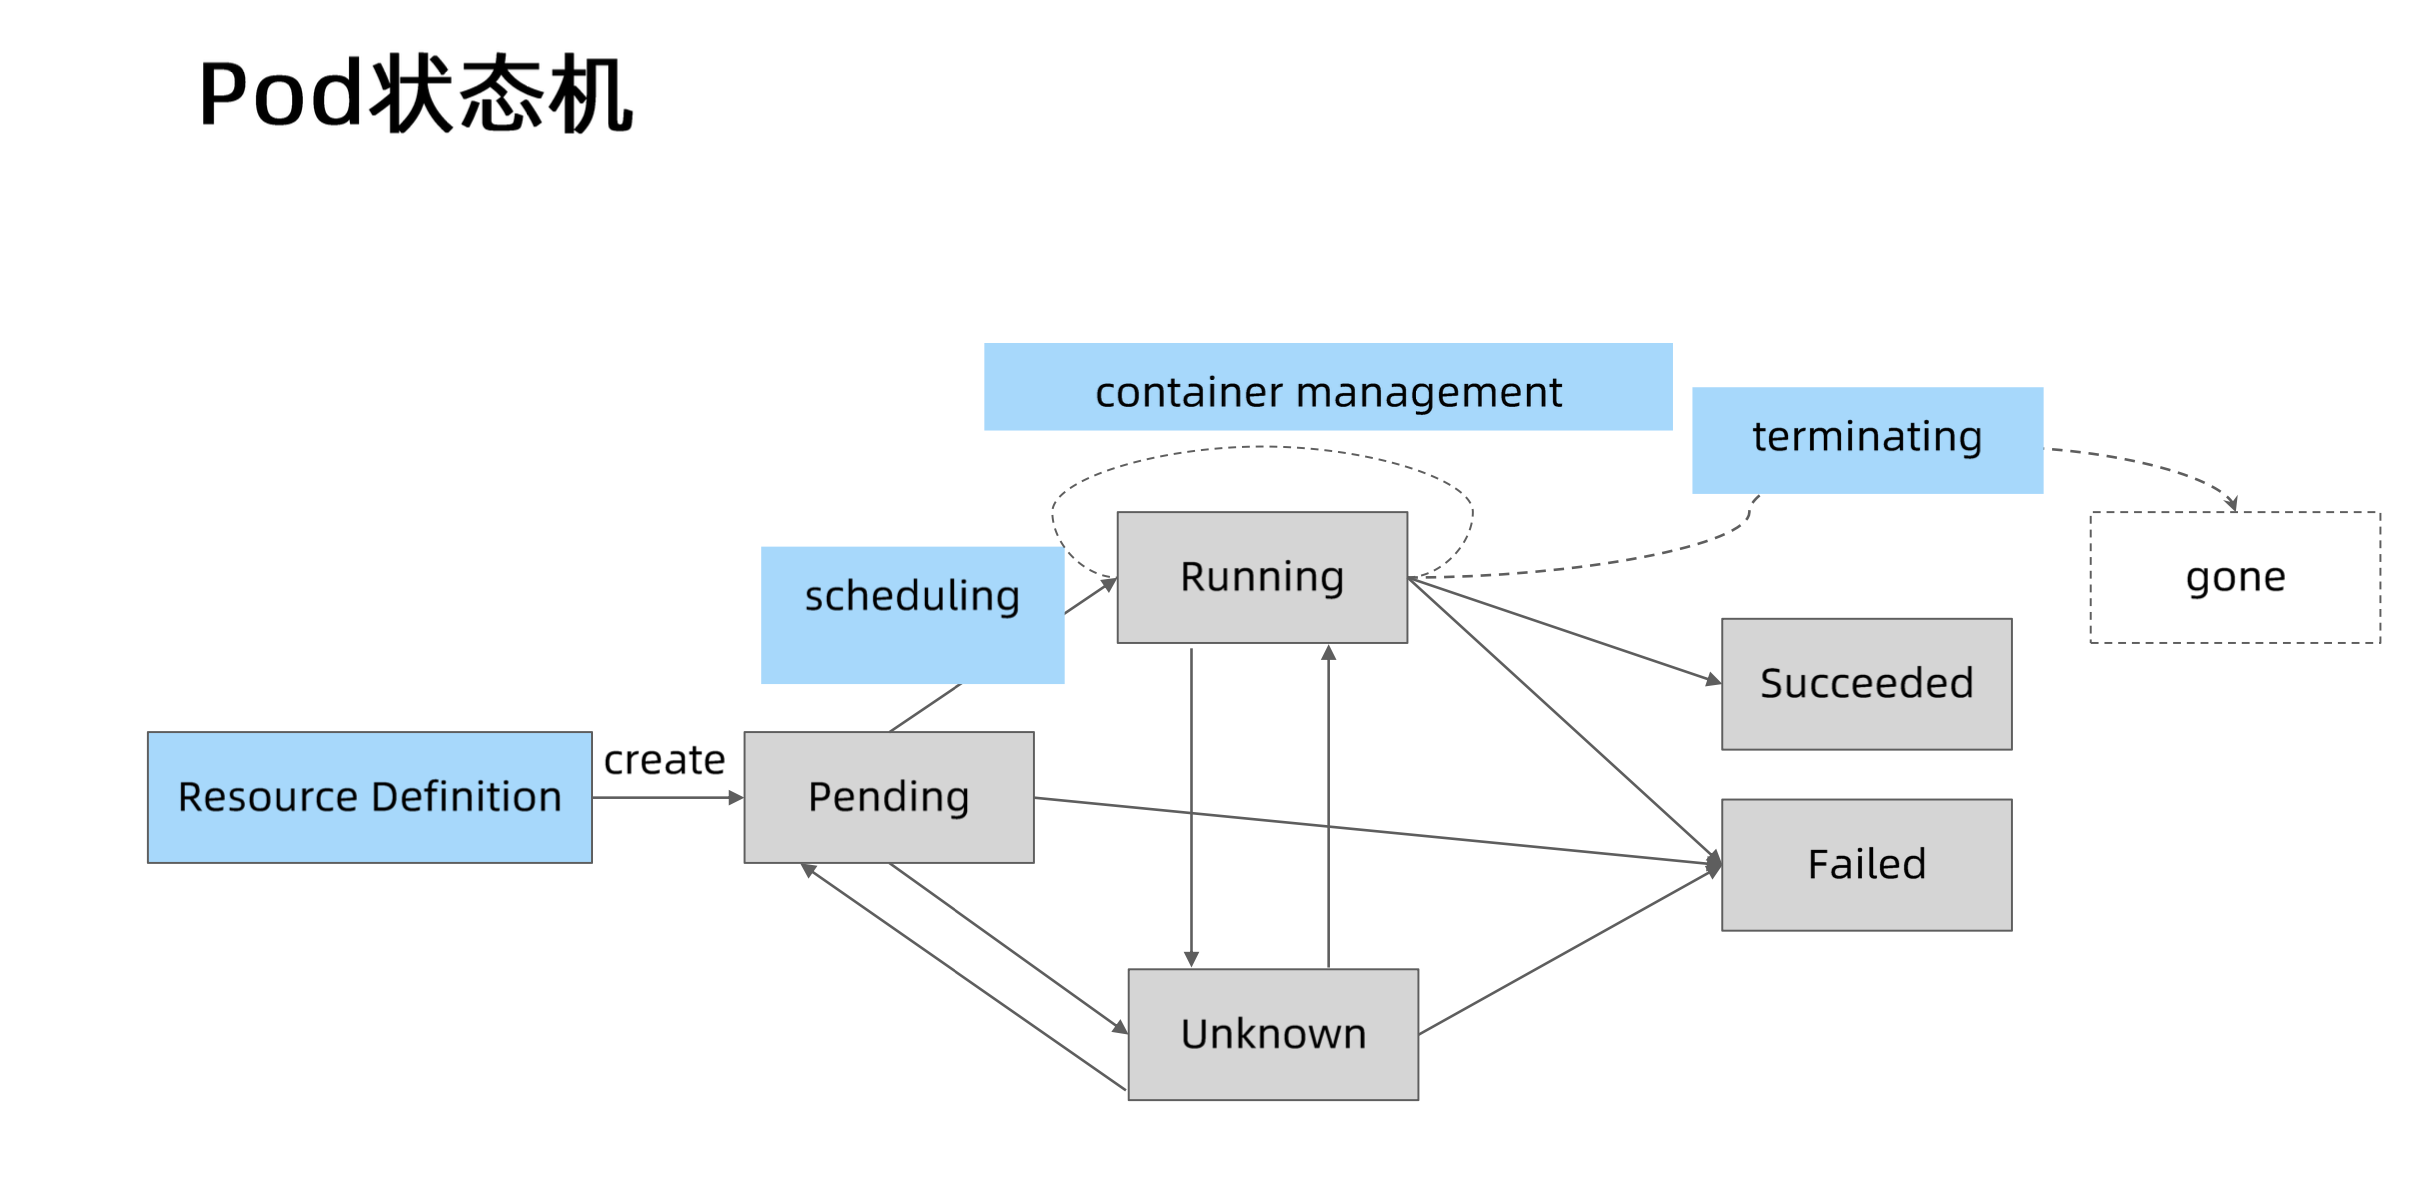 Pod状态机
container management
terminating
scheduling
Running
gone
Succeeded
create
Resource Definition
Pending
Failed
Unknown